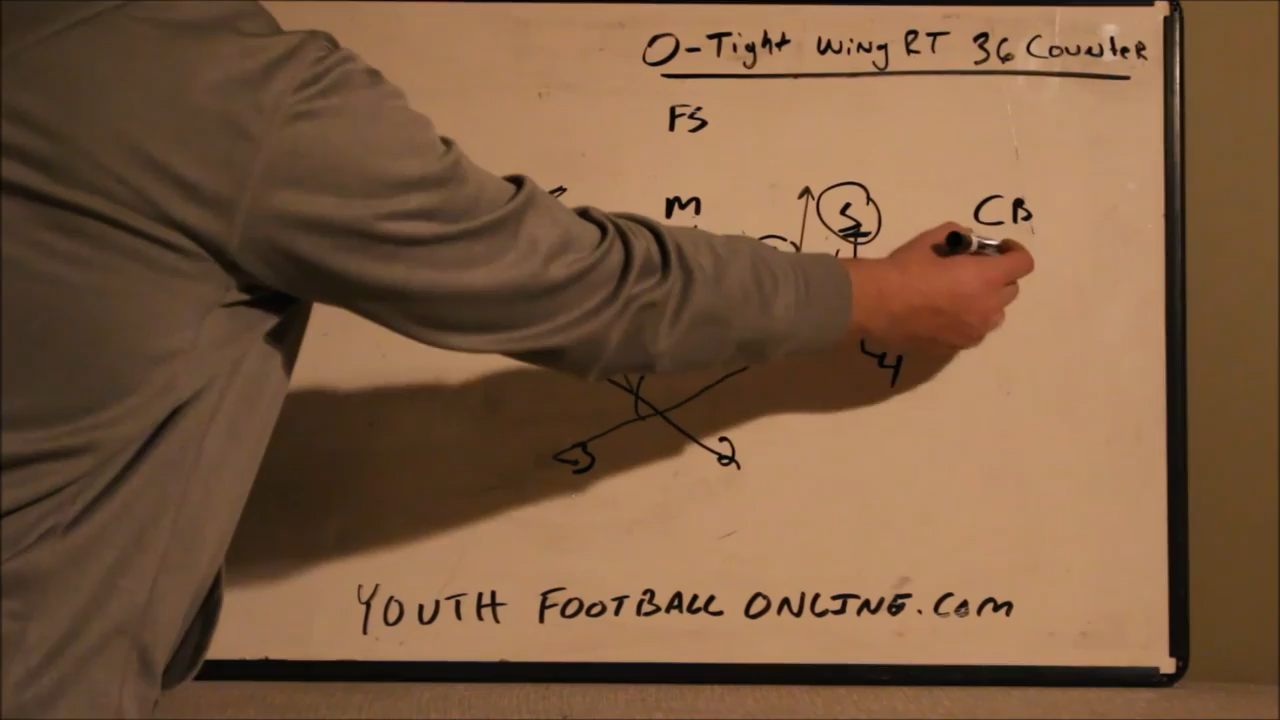 O-Tight Wing RT 36 Counter
FS
M S CB
4
3 2
YOUTH FOOTBALL ONLINE.COM